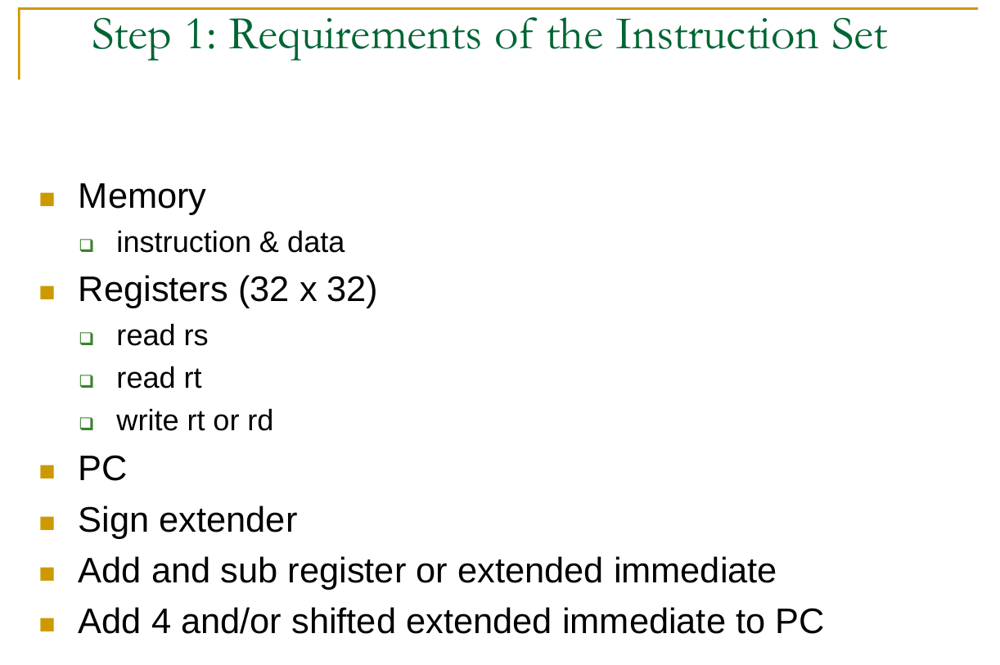 Step 1: Requirements of the Instruction Set
Memory
instruction & data
Registers (32 x 32)
read rs
read rt
write rt or rd
PC
Sign extender
Add and sub register or extended immediate
Add 4 and/or shifted extended immediate to PC